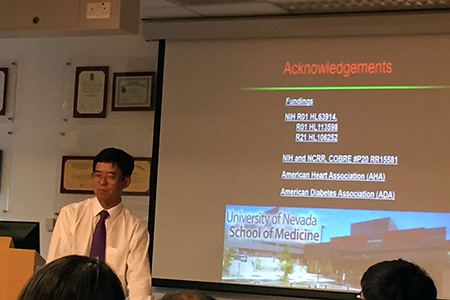 Acknowledgements
Fundings
NIH R01 HL63914,
R01 HL113598
R21 HL106252
NIH and NCRR, COBRE #P20 RR15581
American Heart Association (AHA)
American Diabetes Association (ADA)
University of Nevada
School of Medicine